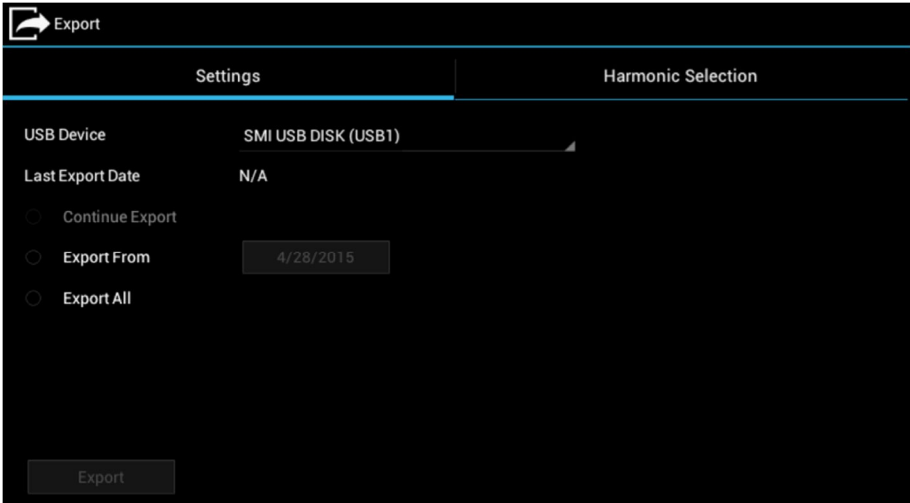 Export
Settings
Harmonic Selection
USB Device
SMI USB DISK (USB1)
Last Export Date
N/A
Continue Export
Export From
4/28/2015
Export All
Export